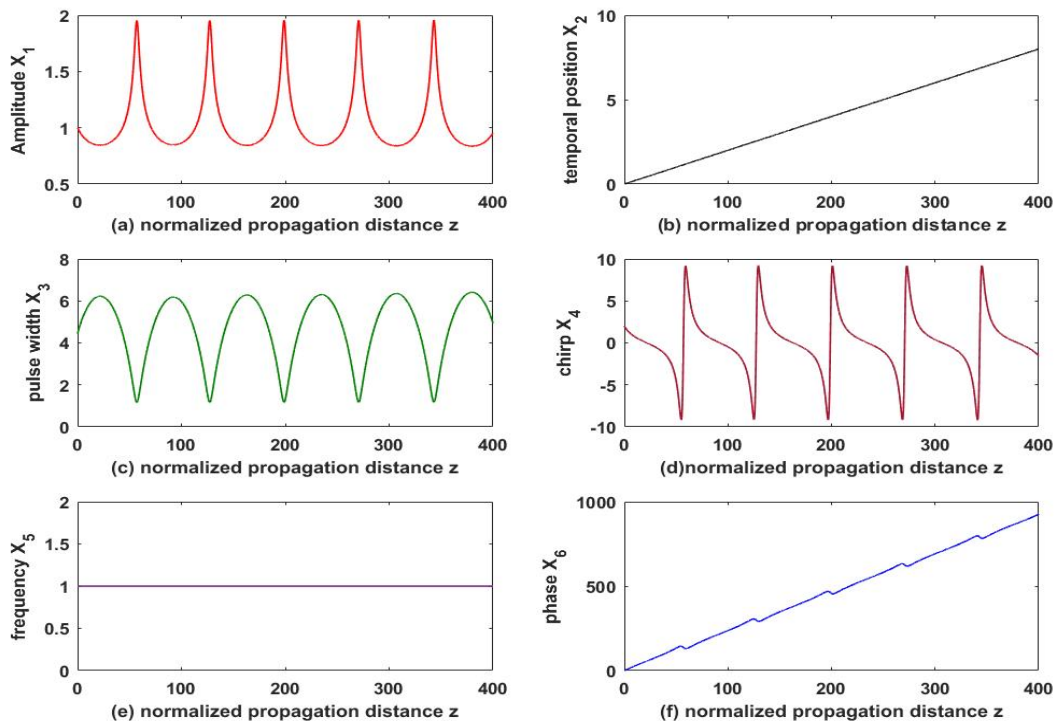 2
1.5
1
0.5
Amplitude X1
0 100 200 300 400
(a) normalized propagation distance z
10
5
0
temporal position X2
0 100 200 300 400
(b) normalized propagation distance z
8
6
4
2
0
pulse width X3
0 100 200 300 400
(c) normalized propagation distance z
10
5
0
-5
-10
chirp X4
0 100 200 300 400
(d)normalized propagation distance z
2
1.5
1
0.5
0
frequency X5
0 100 200 300 400
(e) normalized propagation distance z
1000
500
0
phase X6
0 100 200 300 400
(f) normalized propagation distance z